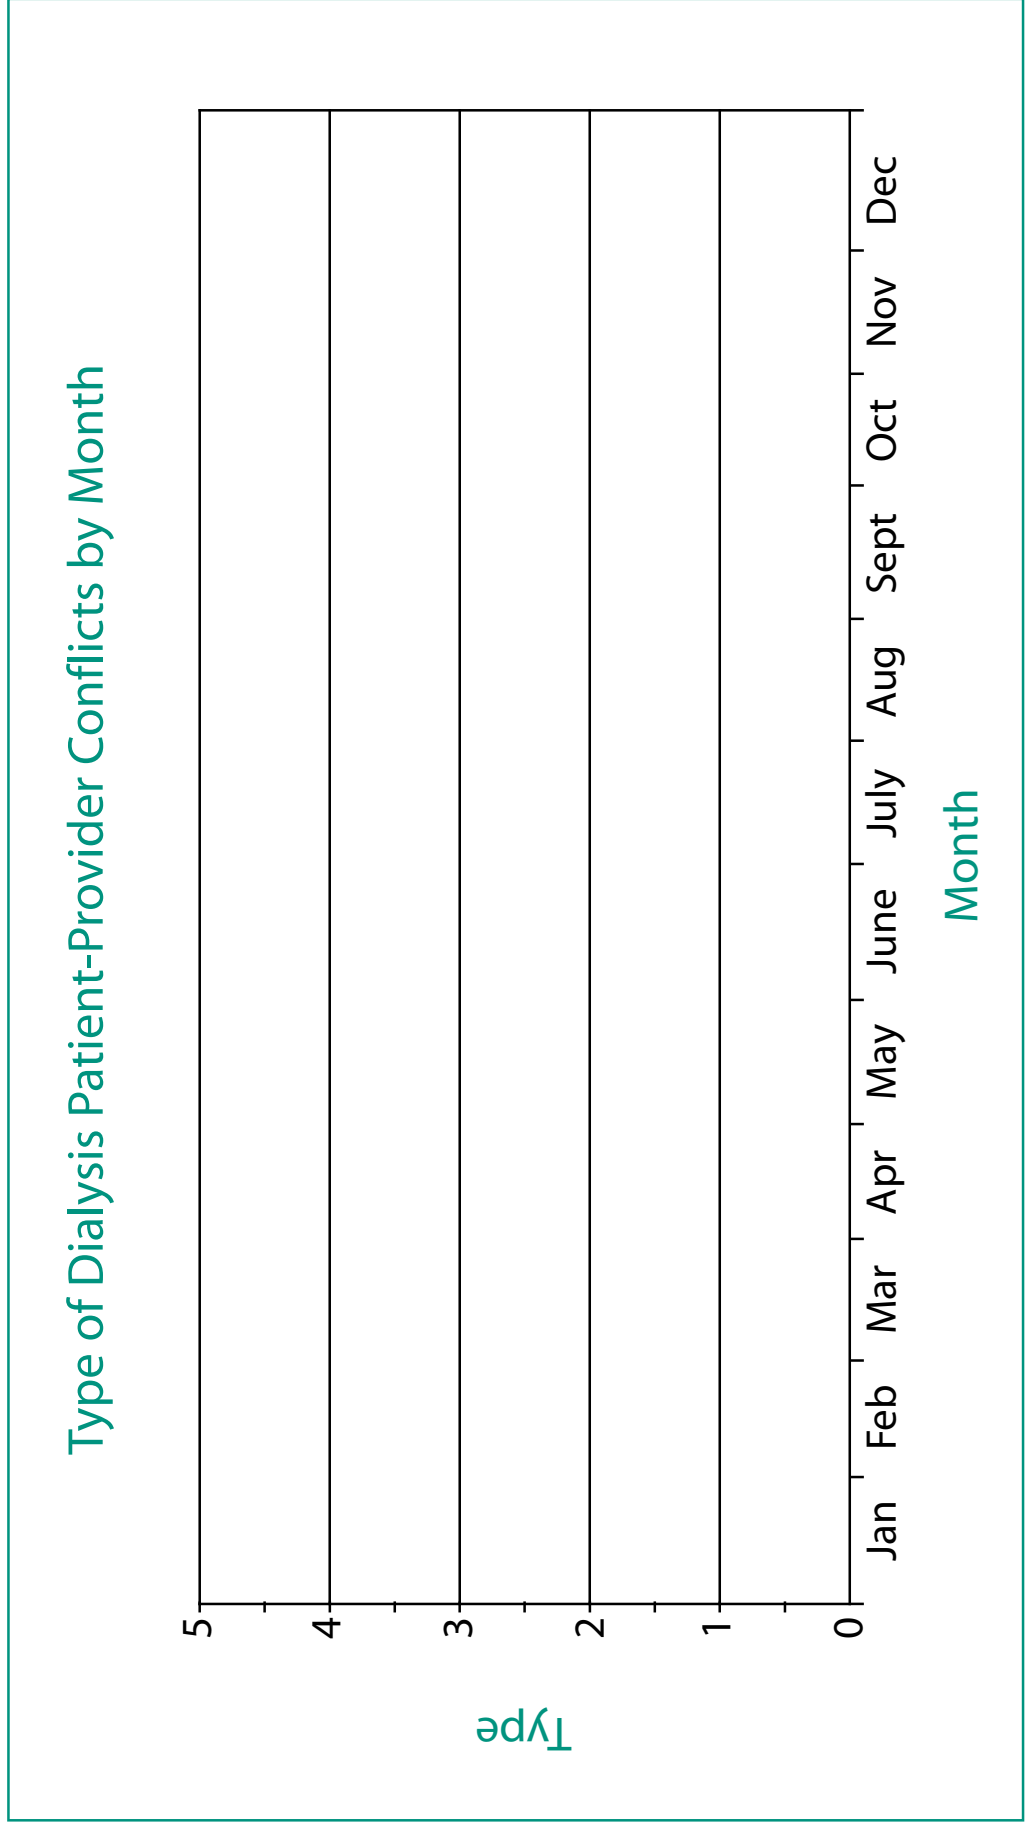 Type of Dialysis Patient-Provider Conflicts by Month
Type
5
4
3
2
1
0
Jan Feb Mar Apr May June July Aug Sept Oct Nov Dec
Month